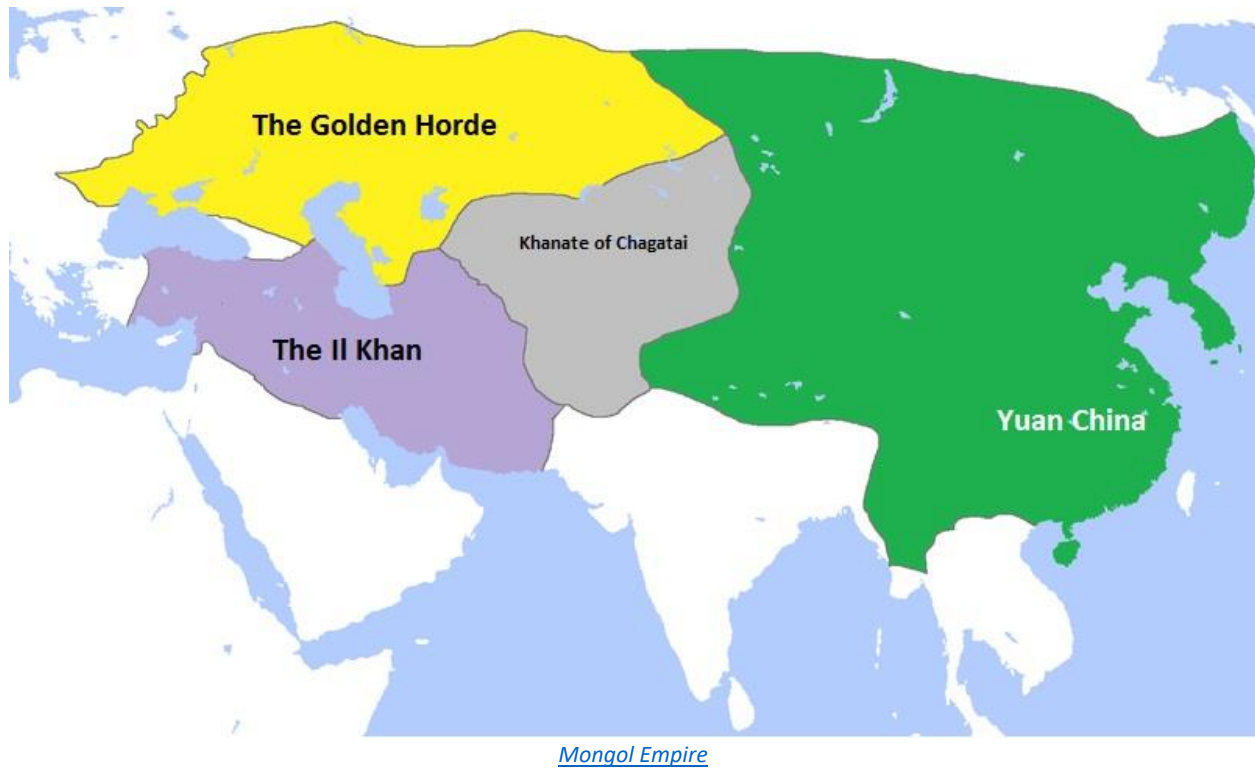 The Golden Horde
Khanate of Chagatai
The Il Khan
Yuan China
Mongol Empire